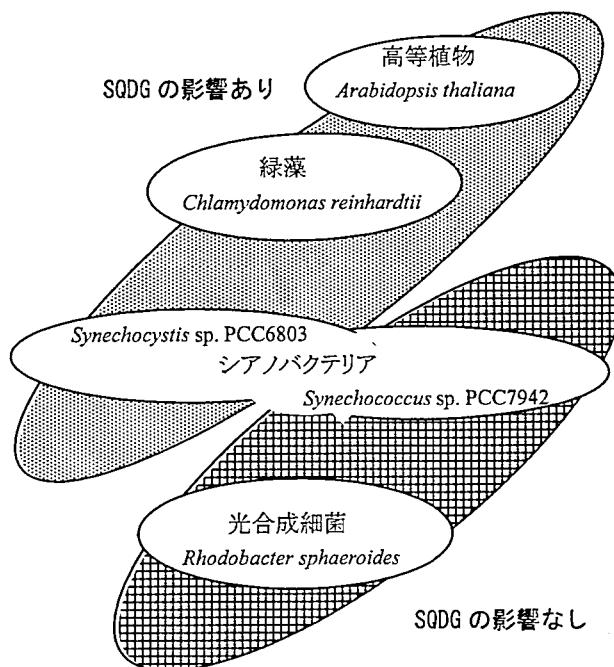 高等植物
SQDG の影響あり
Arabidopsis thaliana
緑藻
Chlamydomonas reinhardtii
Synechocystis sp. PCC6803
シアノバクテリア
Synechococcus sp. PCC7942
光合成細菌
Rhodobacter sphaeroides
SQDG の影響なし